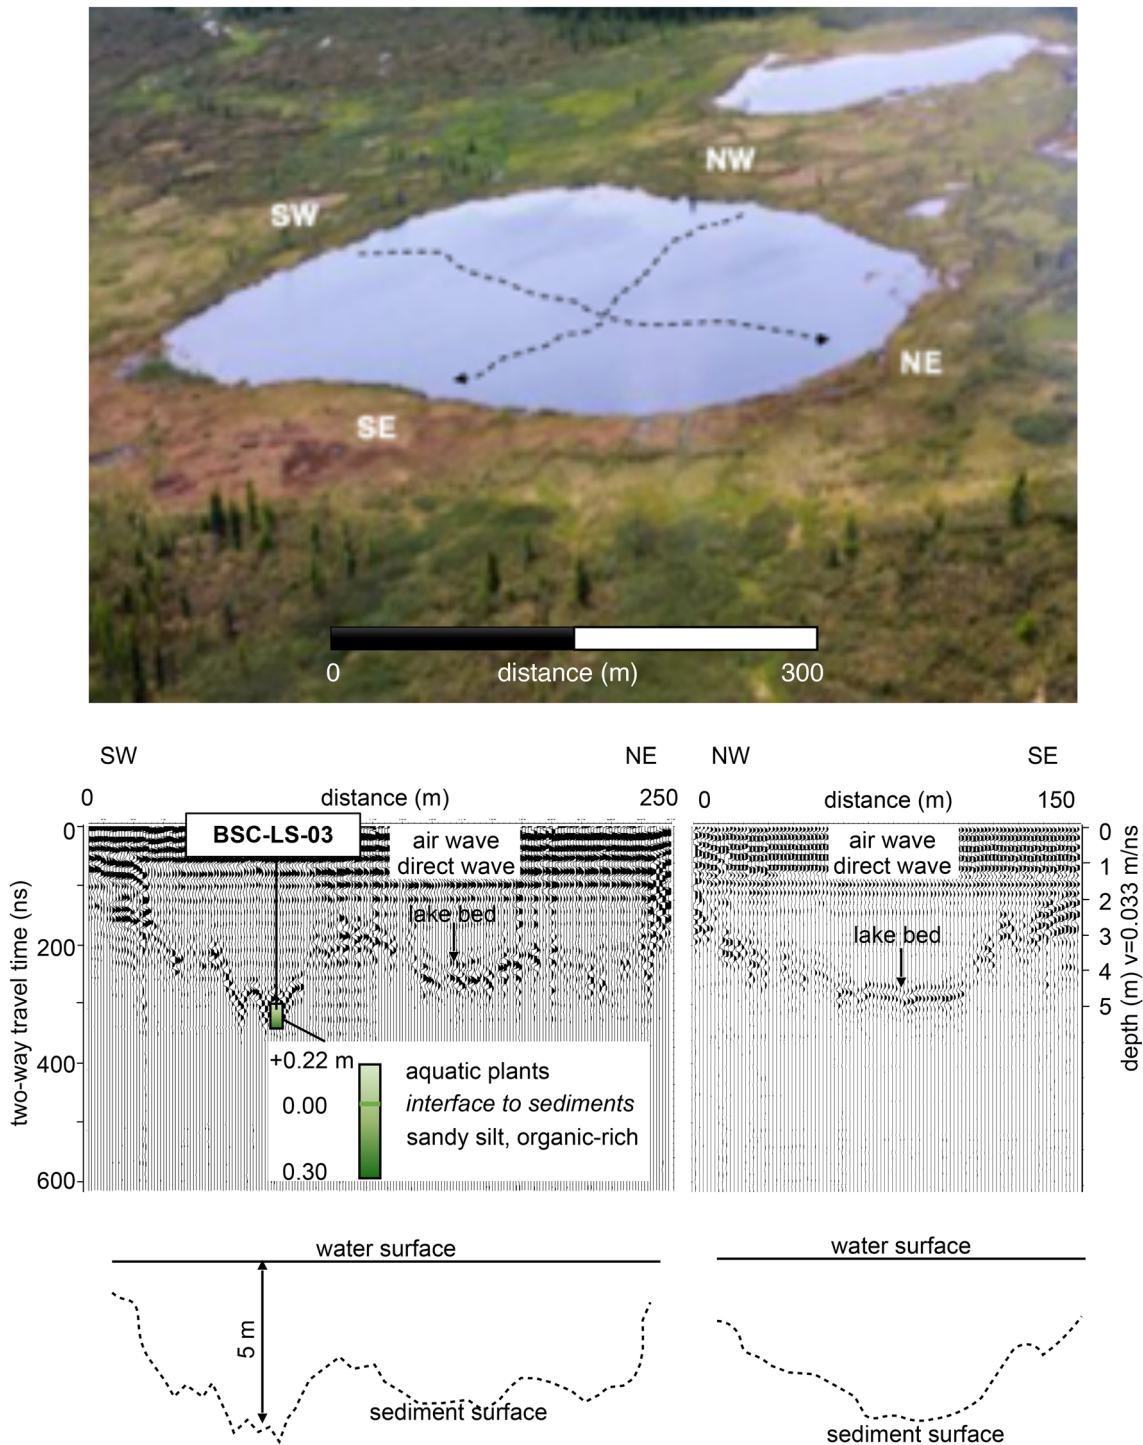 NW
SW
NE
SE
0 distance (m) 300
SW NE
0 distance (m) 250
NW SE
0 distance (m) 150
BSC-LS-03
air wave
direct wave
lake bed
air wave
direct wave
lake bed
two-way travel time (ns)
0
200
400
600
0
1
2
3
4
5
depth (m) v=0.033 m/ns
+0.22 m
0.00
0.30
aquatic plants
interface to sediments
sandy silt, organic-rich
water surface
5 m
sediment surface
water surface
sediment surface